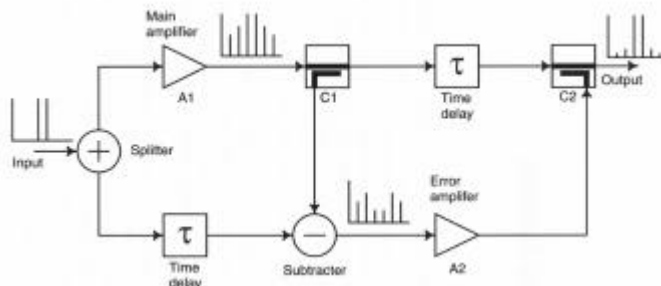 Main
amplifier
A1
C1
τ
Time
delay
C2
Output
Input
+
Splitter
τ
Time
delay
−
Subtracter
Error
amplifier
A2